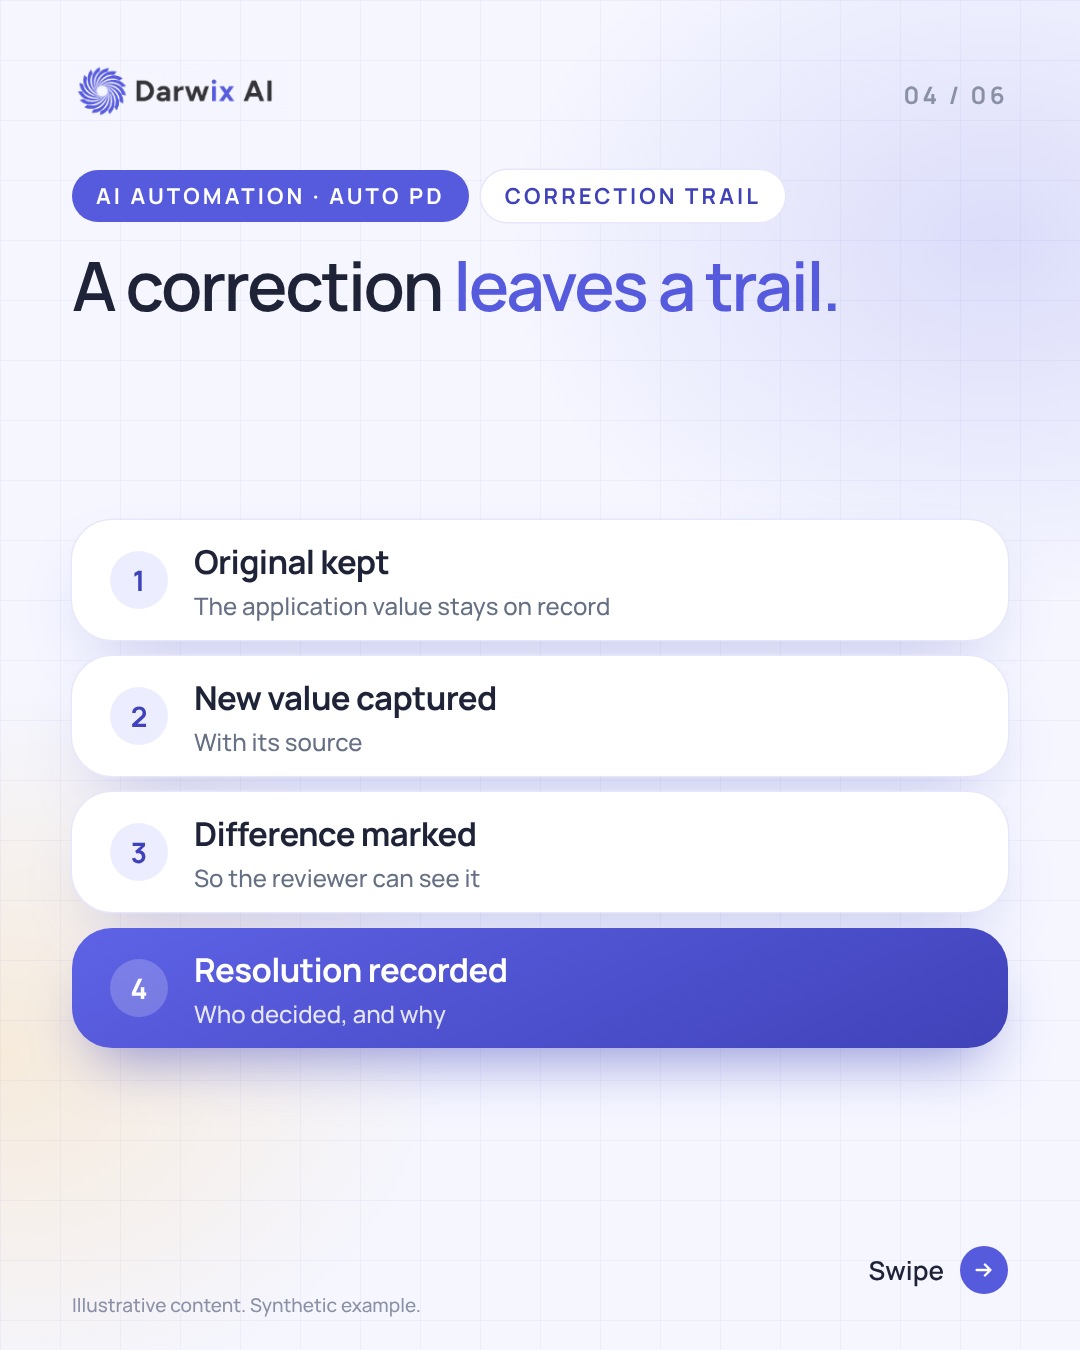 Darwix AI
04 / 06
AI AUTOMATION · AUTO PD
CORRECTION TRAIL
A correction leaves a trail.
1
Original kept
The application value stays on record
2
New value captured
With its source
3
Difference marked
So the reviewer can see it
4
Resolution recorded
Who decided, and why
Swipe
Illustrative content. Synthetic example.